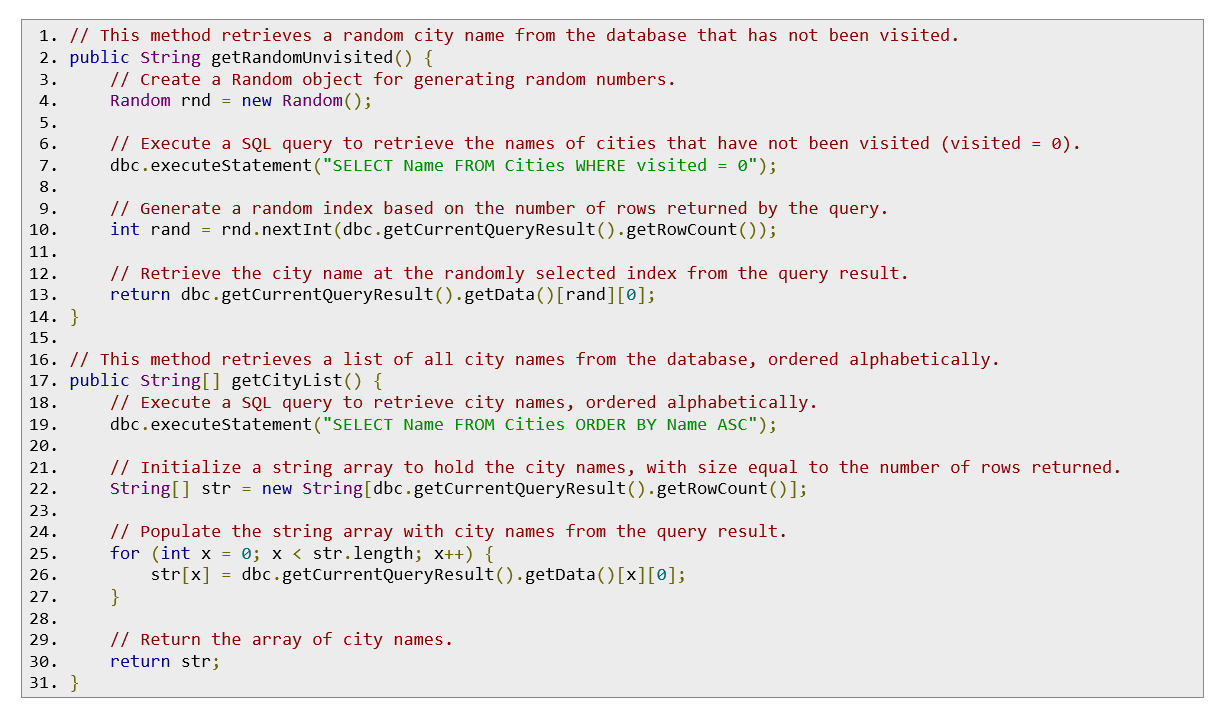 1. // This method retrieves a random city name from the database that has not been visited.
2. public String getRandomUnvisited() {
3.     // Create a Random object for generating random numbers.
4.     Random rnd = new Random();
5.
6.     // Execute a SQL query to retrieve the names of cities that have not been visited (visited = 0).
7.     dbc.executeStatement("SELECT Name FROM Cities WHERE visited = 0");
8.
9.     // Generate a random index based on the number of rows returned by the query.
10.     int rand = rnd.nextInt(dbc.getCurrentQueryResult().getRowCount());
11.
12.     // Retrieve the city name at the randomly selected index from the query result.
13.     return dbc.getCurrentQueryResult().getData()[rand][0];
14. }
15.
16. // This method retrieves a list of all city names from the database, ordered alphabetically.
17. public String[] getCityList() {
18.     // Execute a SQL query to retrieve city names, ordered alphabetically.
19.     dbc.executeStatement("SELECT Name FROM Cities ORDER BY Name ASC");
20.
21.     // Initialize a string array to hold the city names, with size equal to the number of rows returned.
22.     String[] str = new String[dbc.getCurrentQueryResult().getRowCount()];
23.
24.     // Populate the string array with city names from the query result.
25.     for (int x = 0; x < str.length; x++) {
26.         str[x] = dbc.getCurrentQueryResult().getData()[x][0];
27.     }
28.
29.     // Return the array of city names.
30.     return str;
31. }